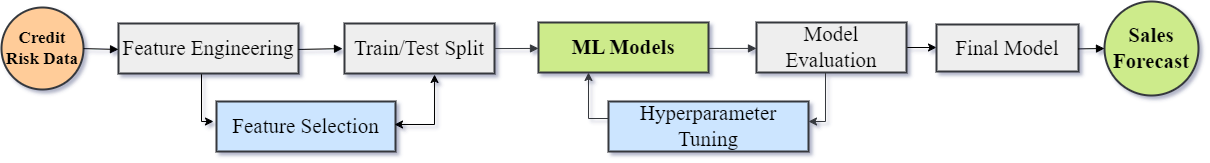 Credit
Risk Data
Feature Engineering
Train/Test Split
ML Models
Model
Evaluation
Final Model
Sales
Forecast
Feature Selection
Hyperparameter
Tuning